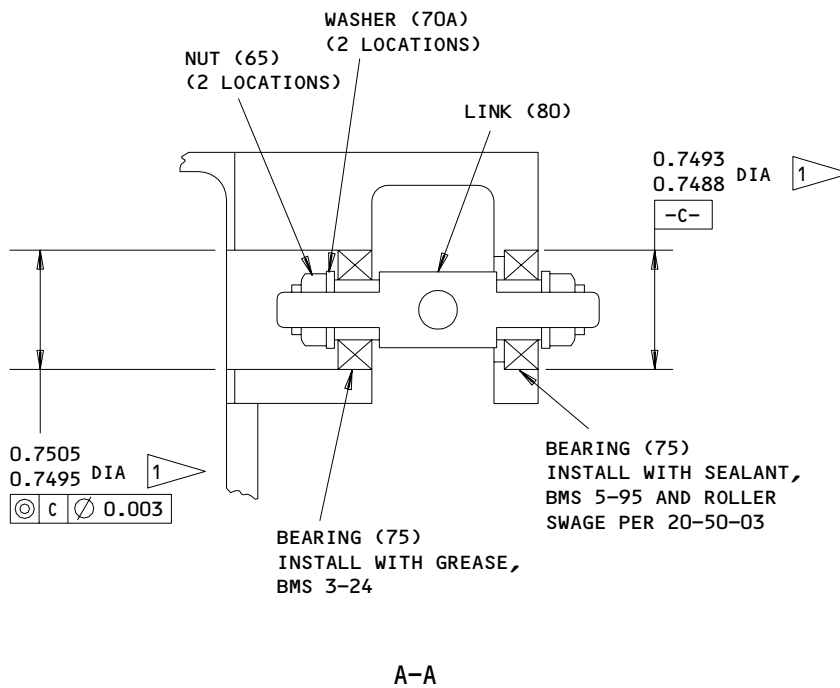 WASHER (70A)
(2 LOCATIONS)
NUT (65)
(2 LOCATIONS)
LINK (80)
0.7493
0.7488 DIA 1
-C-
0.7505
0.7495 DIA 1
◎ C ⌀ 0.003
BEARING (75)
INSTALL WITH SEALANT,
BMS 5-95 AND ROLLER
SWAGE PER 20-50-03
BEARING (75)
INSTALL WITH GREASE,
BMS 3-24
A-A